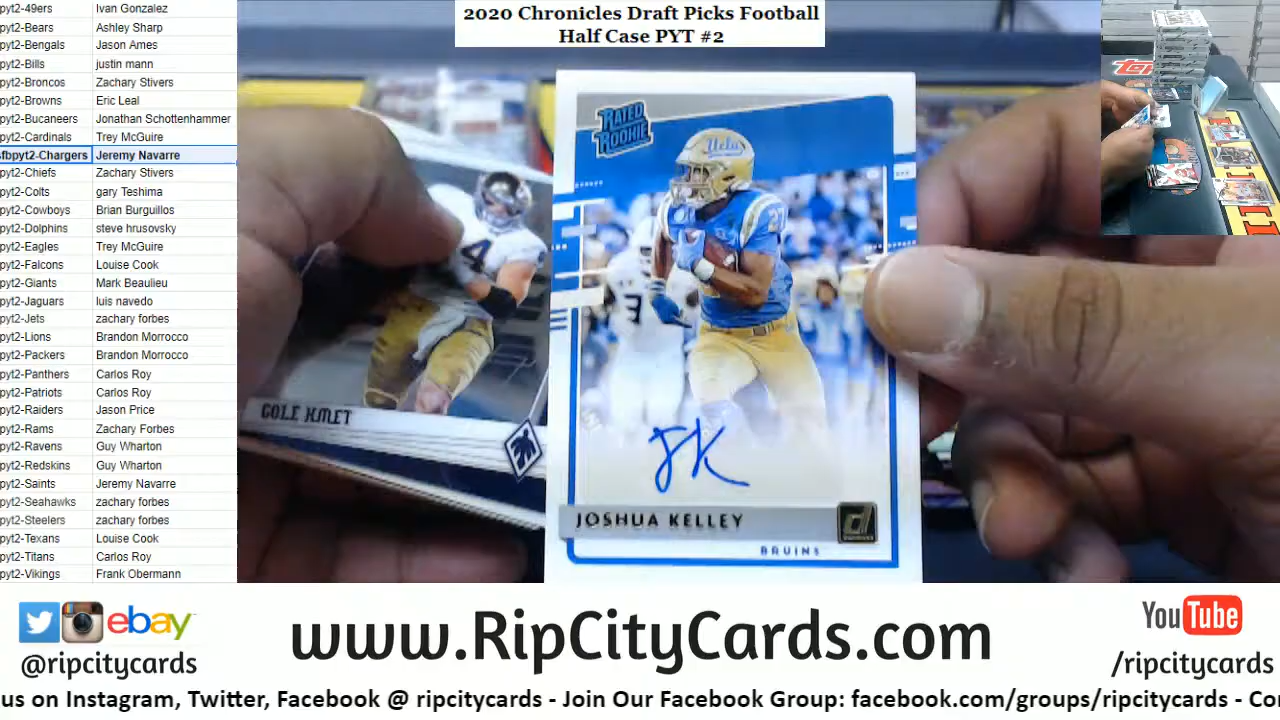 2020 Chronicles Draft Picks Football
Half Case PYT #2
pyt2-49ers Ivan Gonzalez
pyt2-Bears Ashley Sharp
pyt2-Bengals Jason Ames
pyt2-Bills justin mann
pyt2-Broncos Zachary Stivers
pyt2-Browns Eric Leal
pyt2-Bucaneers Jonathan Schottenhammer
pyt2-Cardinals Trey McGuire
fbpyt2-Chargers Jeremy Navarre
pyt2-Chiefs Zachary Stivers
pyt2-Colts gary Teshima
pyt2-Cowboys Brian Burguillos
pyt2-Dolphins steve hrusovsky
pyt2-Eagles Trey McGuire
pyt2-Falcons Louise Cook
pyt2-Giants Mark Beaulieu
pyt2-Jaguars luis navedo
pyt2-Jets zachary forbes
pyt2-Lions Brandon Morrocco
pyt2-Packers Brandon Morrocco
pyt2-Panthers Carlos Roy
pyt2-Patriots Carlos Roy
pyt2-Raiders Jason Price
pyt2-Rams Zachary Forbes
pyt2-Ravens Guy Wharton
pyt2-Redskins Guy Wharton
pyt2-Saints Jeremy Navarre
pyt2-Seahawks zachary forbes
pyt2-Steelers zachary forbes
pyt2-Texans Louise Cook
pyt2-Titans Carlos Roy
pyt2-Vikings Frank Obermann
RATED
ROOKIE
Ucla
27
3
4
COLE KMET
JK
JOSHUA KELLEY
BRUINS
ebay
@ripcitycards
www.RipCityCards.com
YouTube
/ripcitycards
us on Instagram, Twitter, Facebook @ ripcitycards - Join Our Facebook Group: facebook.com/groups/ripcitycards - Co